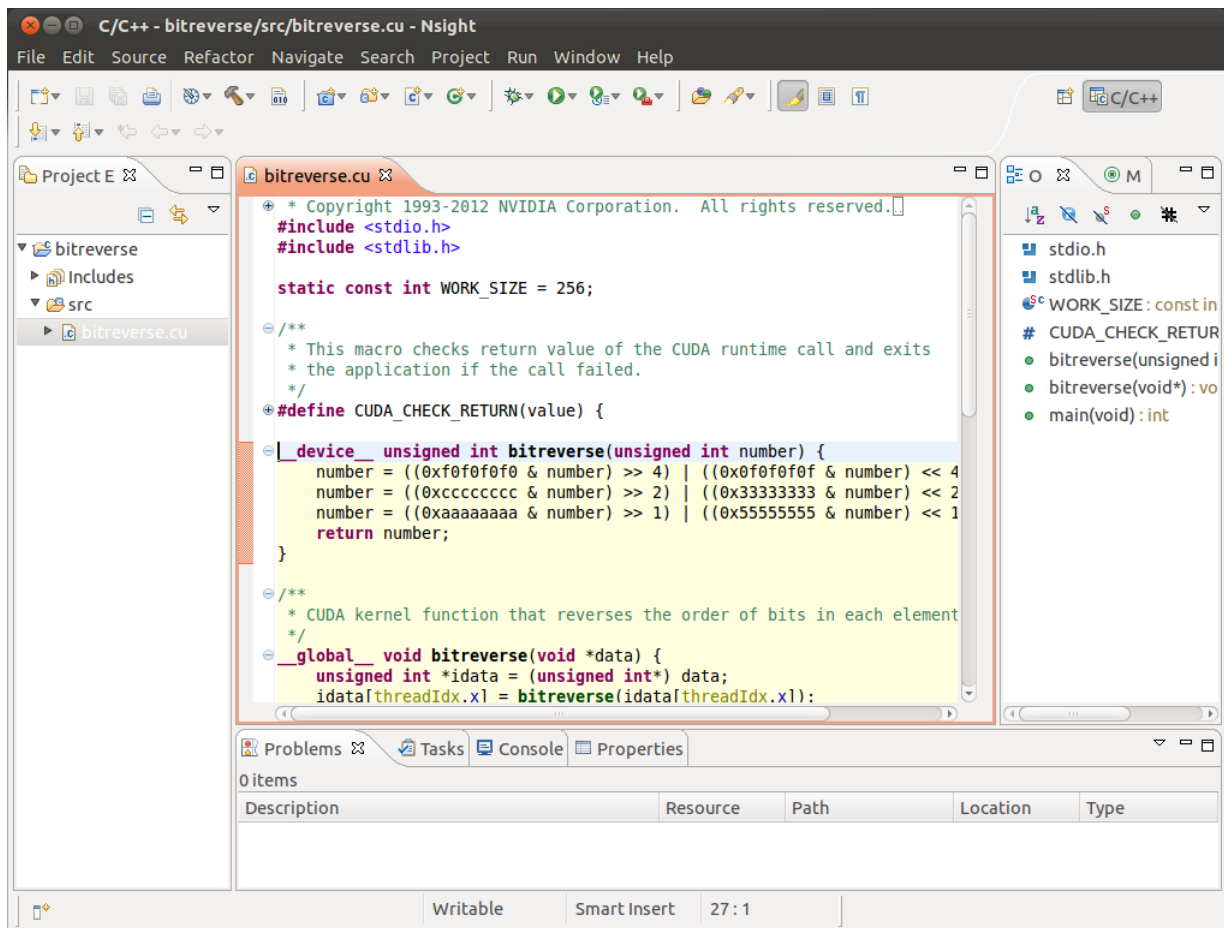 C/C++ - bitreverse/src/bitreverse.cu - Nsight
File Edit Source Refactor Navigate Search Project Run Window Help
C/C++
Project E
bitreverse
Includes
src
bitreverse.cu
bitreverse.cu
* Copyright 1993-2012 NVIDIA Corporation.  All rights reserved.
#include <stdio.h>
#include <stdlib.h>
static const int WORK_SIZE = 256;
/**
* This macro checks return value of the CUDA runtime call and exits
* the application if the call failed.
*/
#define CUDA_CHECK_RETURN(value) {
__device__ unsigned int bitreverse(unsigned int number) {
number = ((0xf0f0f0f0 & number) >> 4) | ((0x0f0f0f0f & number) << 4
number = ((0xcccccccc & number) >> 2) | ((0x33333333 & number) << 2
number = ((0xaaaaaaaa & number) >> 1) | ((0x55555555 & number) << 1
return number;
}
/**
* CUDA kernel function that reverses the order of bits in each element
*/
__global__ void bitreverse(void *data) {
unsigned int *idata = (unsigned int*) data;
idata[threadIdx.x] = bitreverse(idata[threadIdx.x]);
O
M
stdio.h
stdlib.h
WORK_SIZE : const in
CUDA_CHECK_RETUR
bitreverse(unsigned i
bitreverse(void*) : vo
main(void) : int
Problems Tasks Console Properties
0 items
Description Resource Path Location Type
Writable Smart Insert 27 : 1